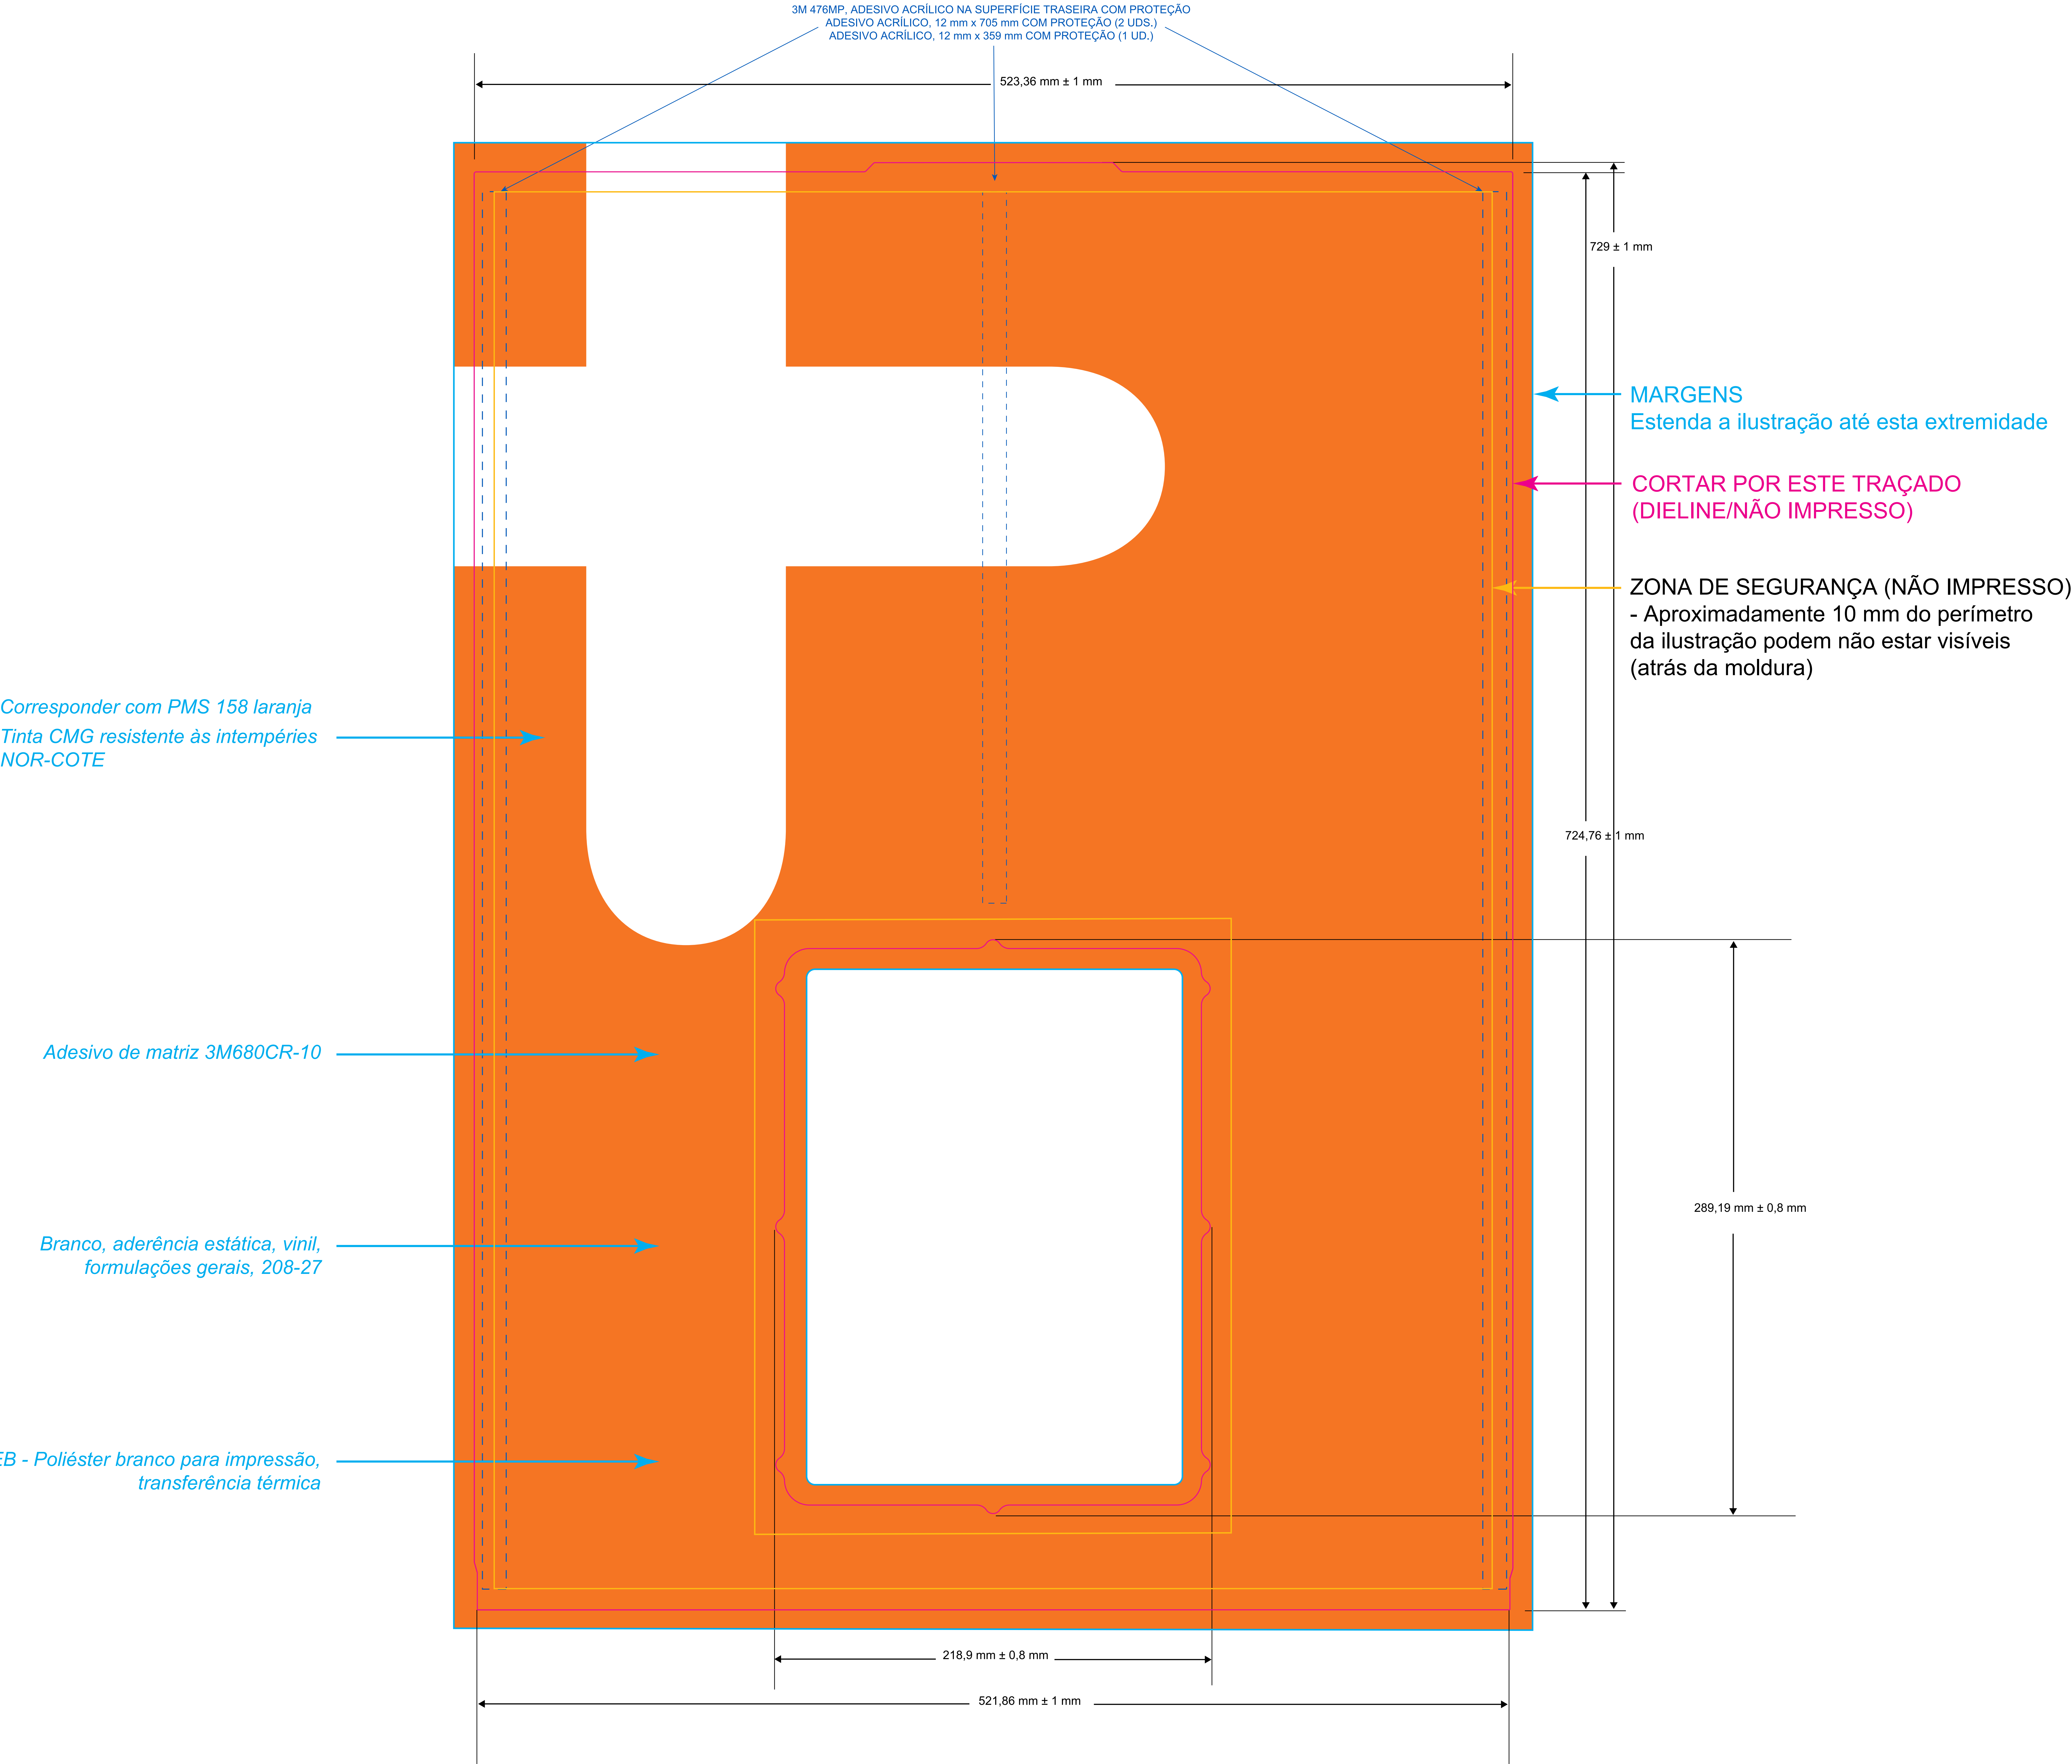 3M 476MP, ADESIVO ACRÍLICO NA SUPERFÍCIE TRASEIRA COM PROTEÇÃO
ADESIVO ACRÍLICO, 12 mm x 705 mm COM PROTEÇÃO (2 UDS.)
ADESIVO ACRÍLICO, 12 mm x 359 mm COM PROTEÇÃO (1 UD.)
523,36 mm ± 1 mm
729 ± 1 mm
MARGENS
Estenda a ilustração até esta extremidade
CORTAR POR ESTE TRAÇADO
(DIELINE/NÃO IMPRESSO)
ZONA DE SEGURANÇA (NÃO IMPRESSO)
- Aproximadamente 10 mm do perímetro
da ilustração podem não estar visíveis
(atrás da moldura)
Corresponder com PMS 158 laranja
Tinta CMG resistente às intempéries
NOR-COTE
724,76 ± 1 mm
Adesivo de matriz 3M680CR-10
289,19 mm ± 0,8 mm
Branco, aderência estática, vinil,
formulações gerais, 208-27
- Poliéster branco para impressão,
transferência térmica
218,9 mm ± 0,8 mm
521,86 mm ± 1 mm